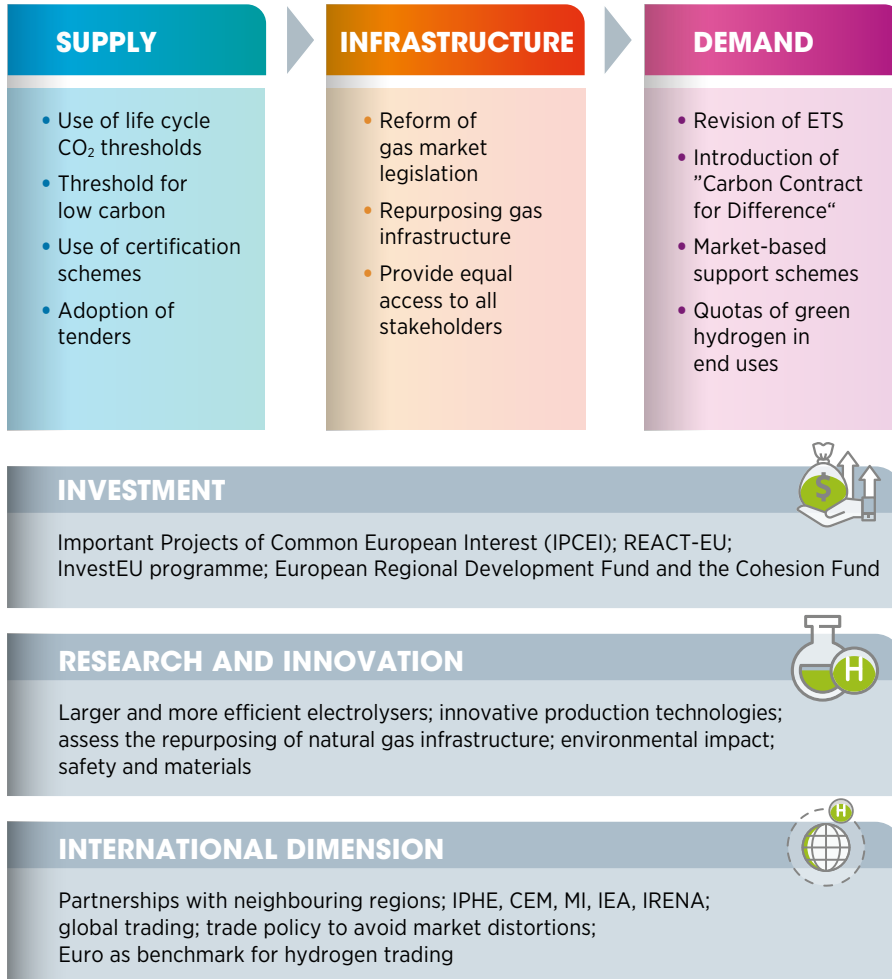 SUPPLY
• Use of life cycle
CO₂ thresholds
• Threshold for
low carbon
• Use of certification
schemes
• Adoption of
tenders
INFRASTRUCTURE
• Reform of
gas market
legislation
• Repurposing gas
infrastructure
• Provide equal
access to all
stakeholders
DEMAND
• Revision of ETS
• Introduction of
”Carbon Contract
for Difference“
• Market-based
support schemes
• Quotas of green
hydrogen in
end uses
INVESTMENT
$
Important Projects of Common European Interest (IPCEI); REACT-EU;
InvestEU programme; European Regional Development Fund and the Cohesion Fund
RESEARCH AND INNOVATION
H
Larger and more efficient electrolysers; innovative production technologies;
assess the repurposing of natural gas infrastructure; environmental impact;
safety and materials
INTERNATIONAL DIMENSION
H
Partnerships with neighbouring regions; IPHE, CEM, MI, IEA, IRENA;
global trading; trade policy to avoid market distortions;
Euro as benchmark for hydrogen trading